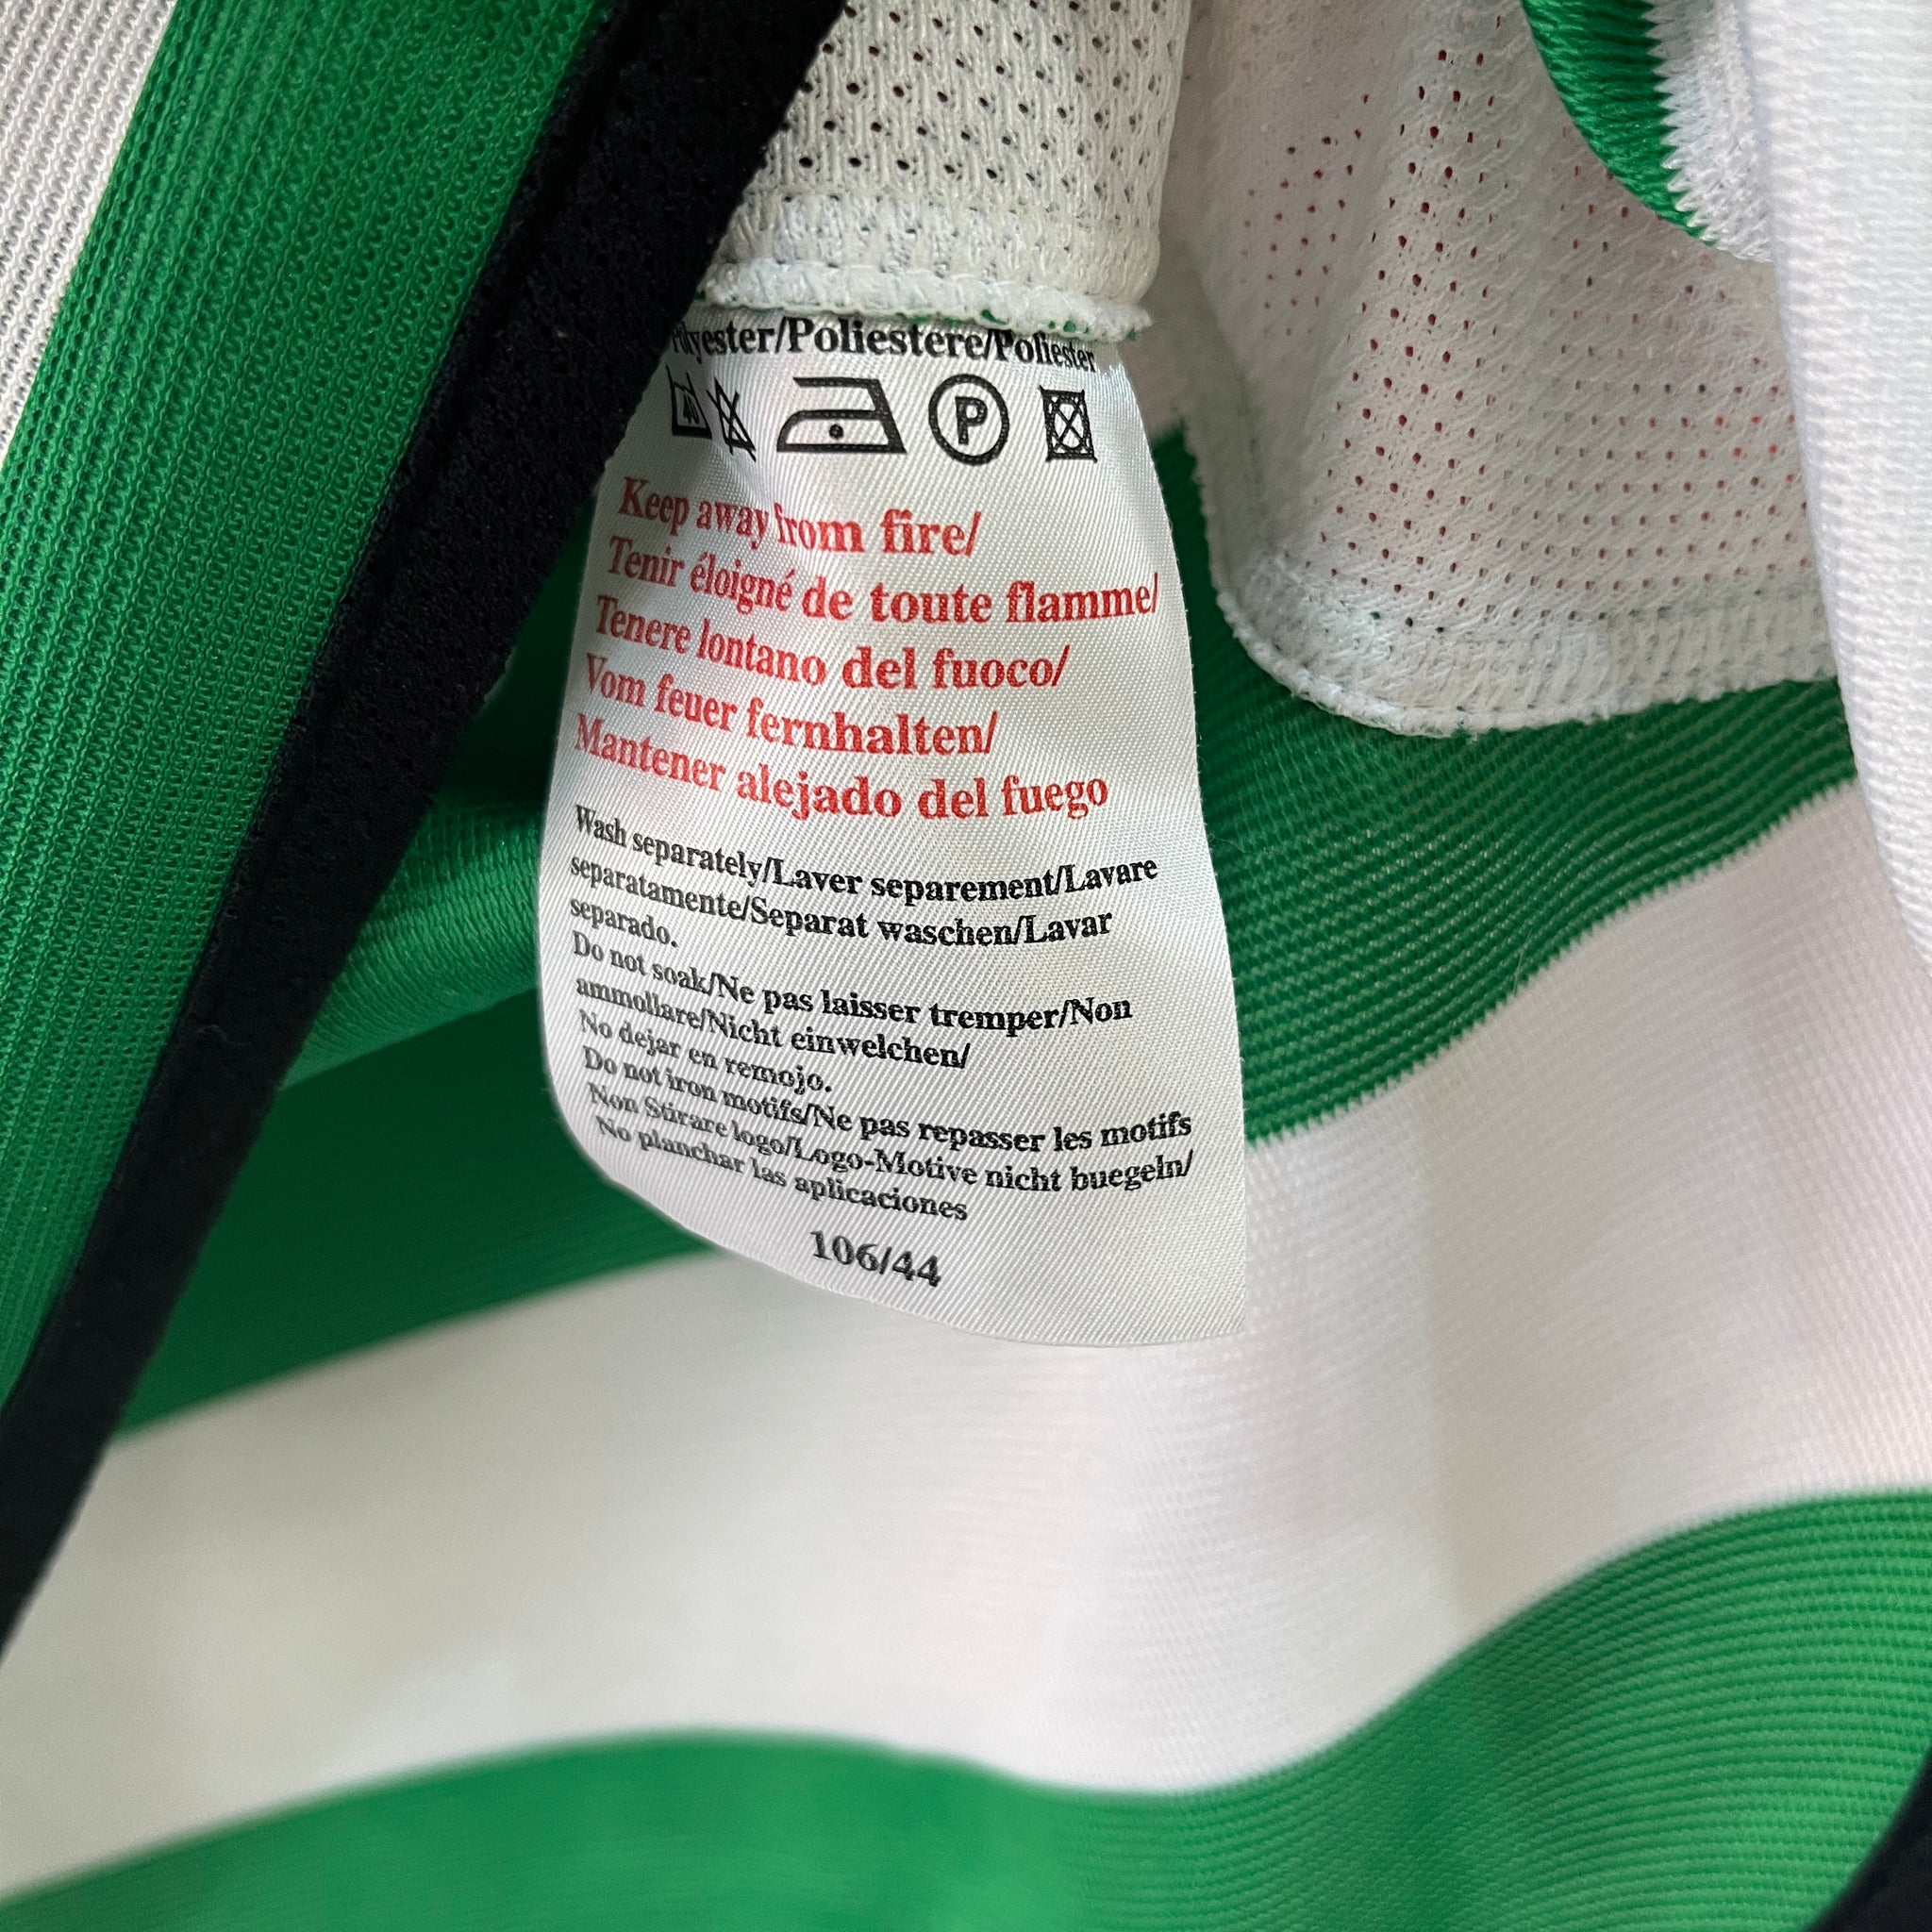 Polyester/Poliestere/Poliester
40 P
Keep away from fire/
Tenir éloigné de toute flamme/
Tenere lontano del fuoco/
Vom feuer fernhalten/
Mantener alejado del fuego
Wash separately/Laver separement/Lavare
separatamente/Separat waschen/Lavar
separado.
Do not soak/Ne pas laisser tremper/Non
ammollare/Nicht einwelchen/
No dejar en remojo.
Do not iron motifs/Ne pas repasser les motifs
Non Stirare logo/Logo-Motive nicht buegeln/
No planchar las aplicaciones
106/44